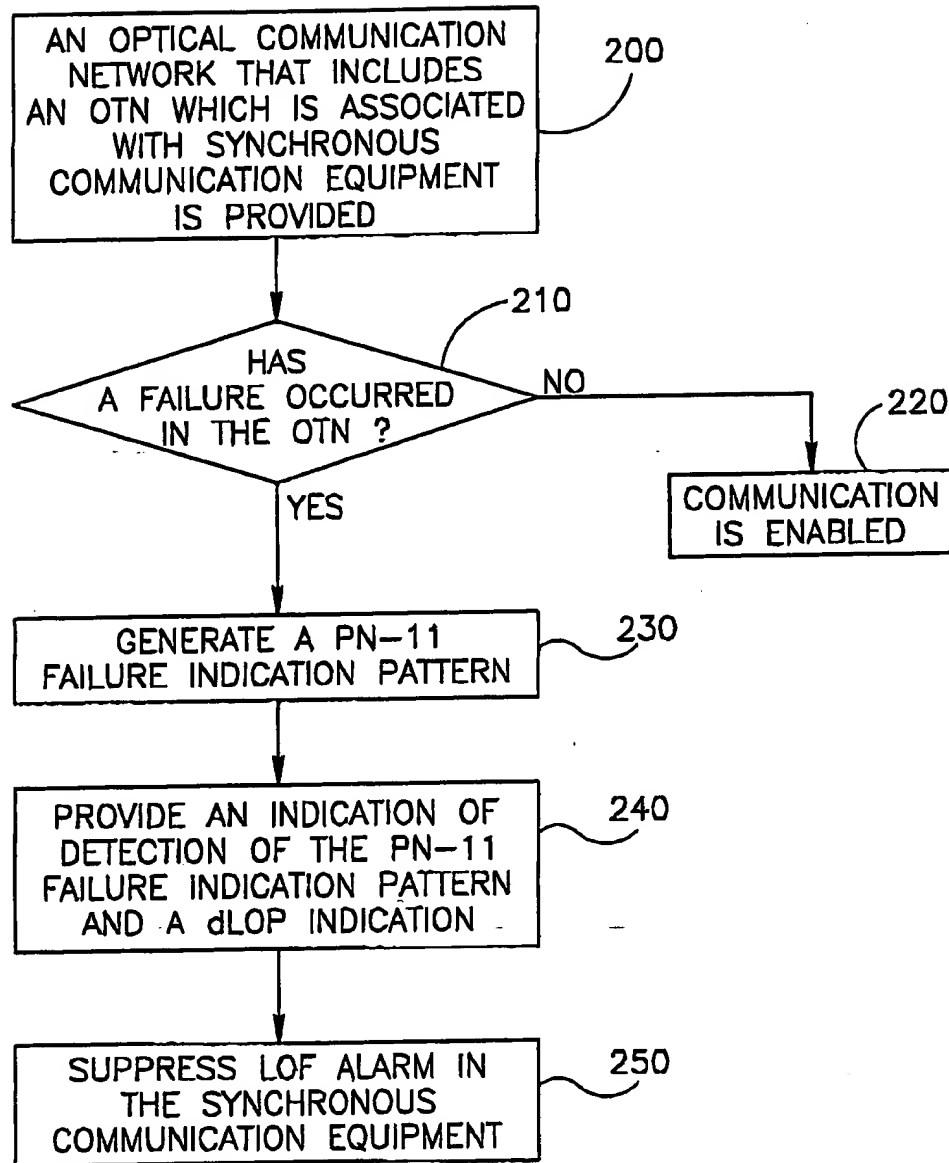 AN OPTICAL COMMUNICATION
NETWORK THAT INCLUDES
AN OTN WHICH IS ASSOCIATED
WITH SYNCHRONOUS
COMMUNICATION EQUIPMENT
IS PROVIDED
200
210
HAS
A FAILURE OCCURRED
IN THE OTN ?
NO
220
COMMUNICATION
IS ENABLED
YES
GENERATE A PN-11
FAILURE INDICATION PATTERN
230
PROVIDE AN INDICATION OF
DETECTION OF THE PN-11
FAILURE INDICATION PATTERN
AND A dLOP INDICATION
240
SUPPRESS LOF ALARM IN
THE SYNCHRONOUS
COMMUNICATION EQUIPMENT
250